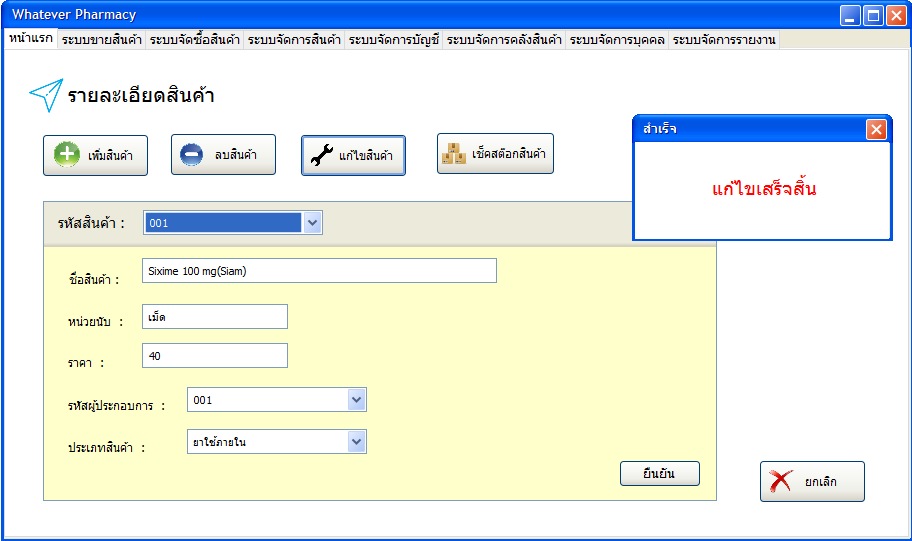 Whatever Pharmacy
หน้าแรก ระบบขายสินค้า ระบบจัดซื้อสินค้า ระบบจัดการสินค้า ระบบจัดการบัญชี ระบบจัดการคลังสินค้า ระบบจัดการบุคคล ระบบจัดการรายงาน
รายละเอียดสินค้า
เพิ่มสินค้า ลบสินค้า แก้ไขสินค้า เช็คสต๊อกสินค้า
สำเร็จ
แก้ไขเสร็จสิ้น
รหัสสินค้า : 001
ชื่อสินค้า : Sixime 100 mg(Siam)
หน่วยนับ : เม็ด
ราคา : 40
รหัสผู้ประกอบการ : 001
ประเภทสินค้า : ยาใช้ภายใน
ยืนยัน
ยกเลิก